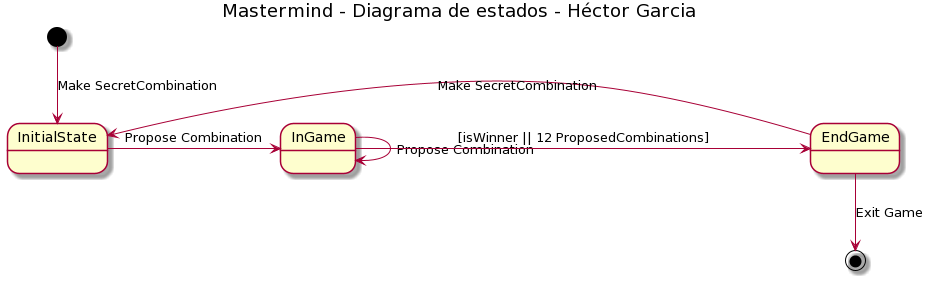 Mastermind - Diagrama de estados - Héctor Garcia
Make SecretCombination
Make SecretCombination
InitialState
Propose Combination
InGame
Propose Combination
[isWinner || 12 ProposedCombinations]
EndGame
Exit Game